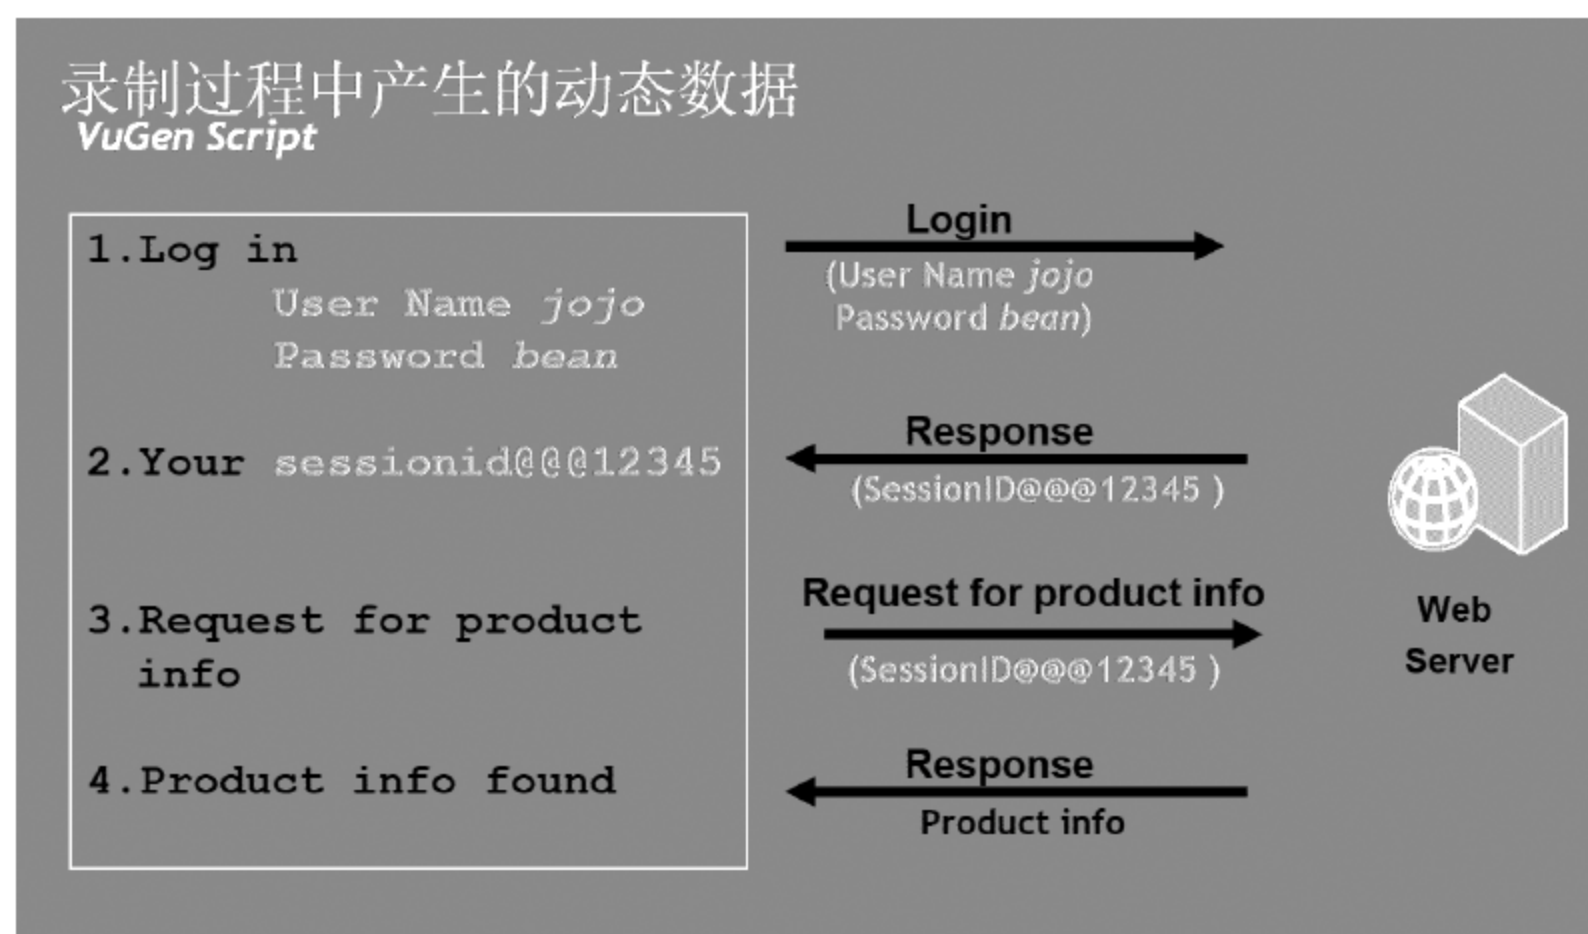 录制过程中产生的动态数据
VuGen Script
1.Log in
User Name jojo
Password bean
2.Your sessionid@@@12345
3.Request for product
info
4.Product info found
Login
(User Name jojo
Password bean)
Response
(SessionID@@@12345 )
Request for product info
(SessionID@@@12345 )
Response
Product info
Web
Server